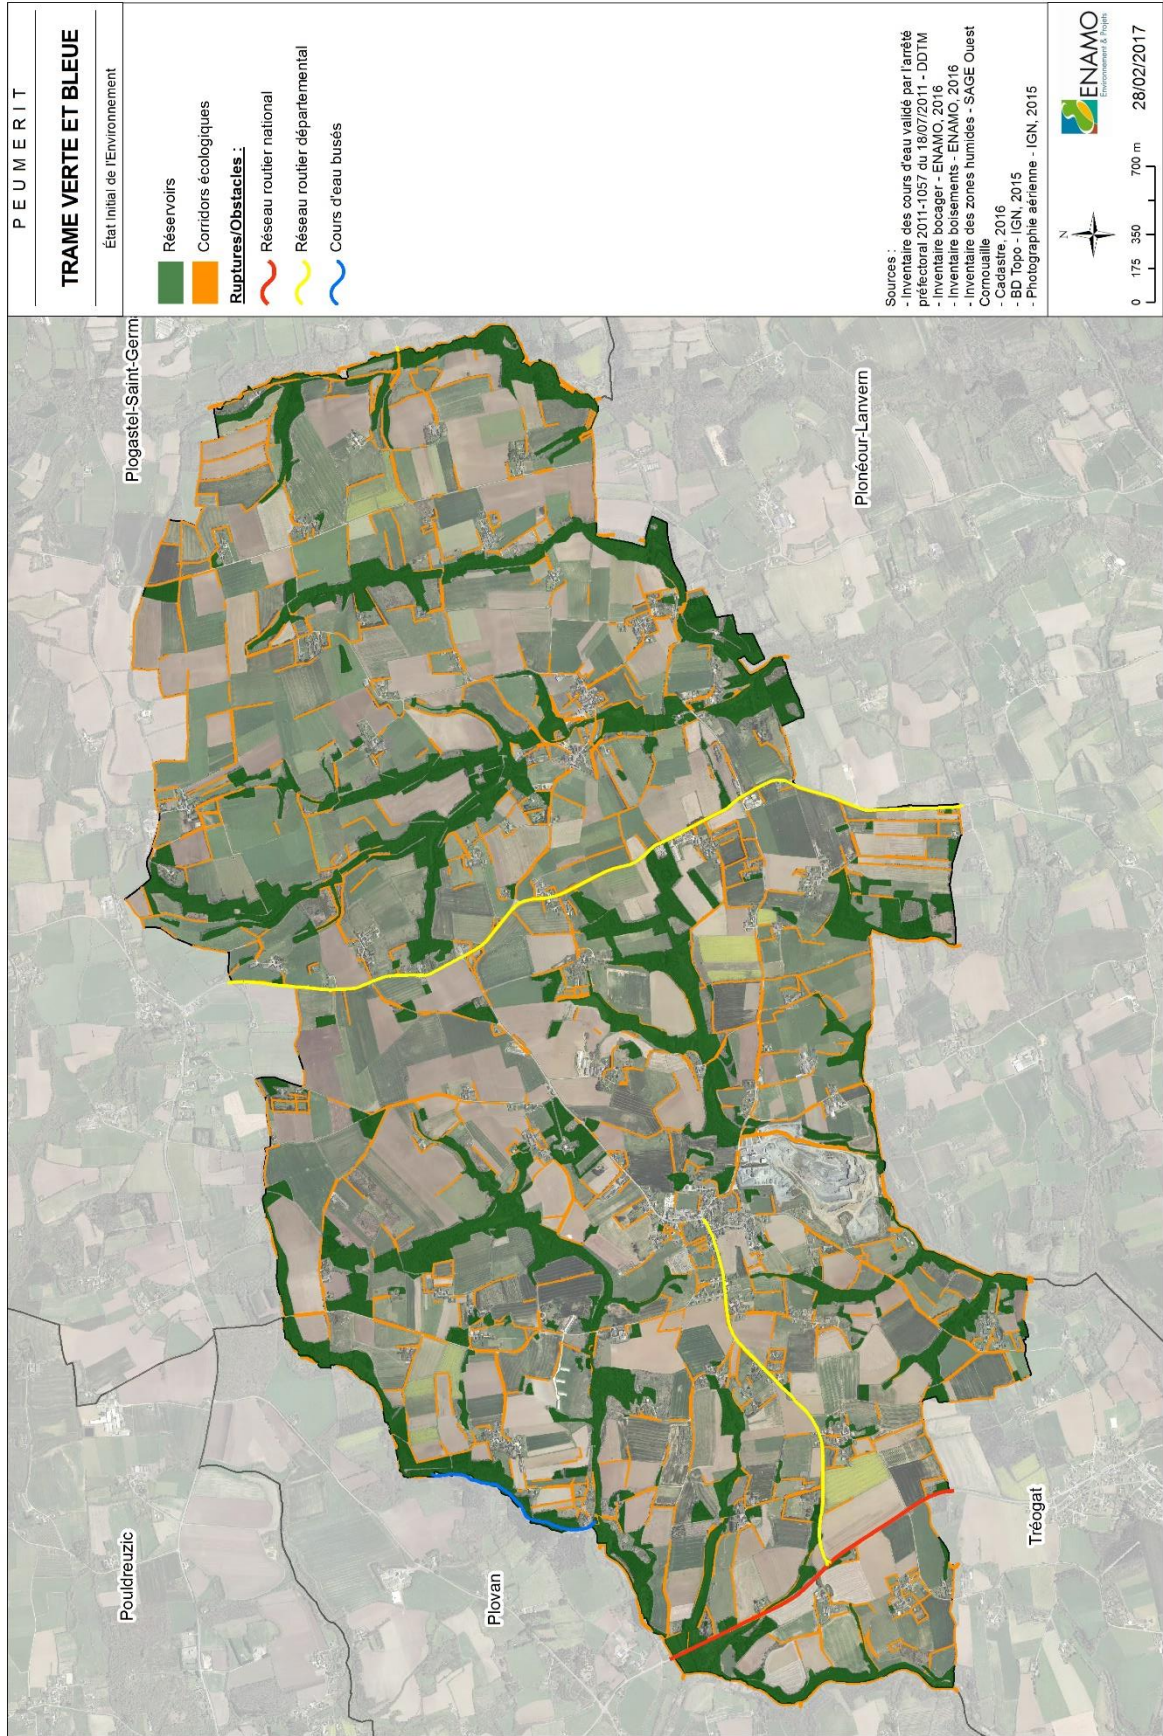 PEUMERIT
TRAME VERTE ET BLEUE
État Initial de l'Environnement
Réservoirs
Corridors écologiques
Ruptures/Obstacles :
Réseau routier national
Réseau routier départemental
Cours d'eau busés
Sources :
- Inventaire des cours d'eau validé par l'arrêté
préfectoral 2011-1057 du 18/07/2011 - DDTM
- Inventaire bocager - ENAMO, 2016
- Inventaire boisements - ENAMO, 2016
- Inventaire des zones humides - SAGE Ouest
Cornouaille
- Cadastre, 2016
- BD Topo - IGN, 2015
- Photographie aérienne - IGN, 2015
N
0 175 350 700 m
ENAMO
Environnement & Projets
28/02/2017
Pouldreuzic
Plovan
Tréogat
Plogastel-Saint-Germ
Plonéour-Lanvern